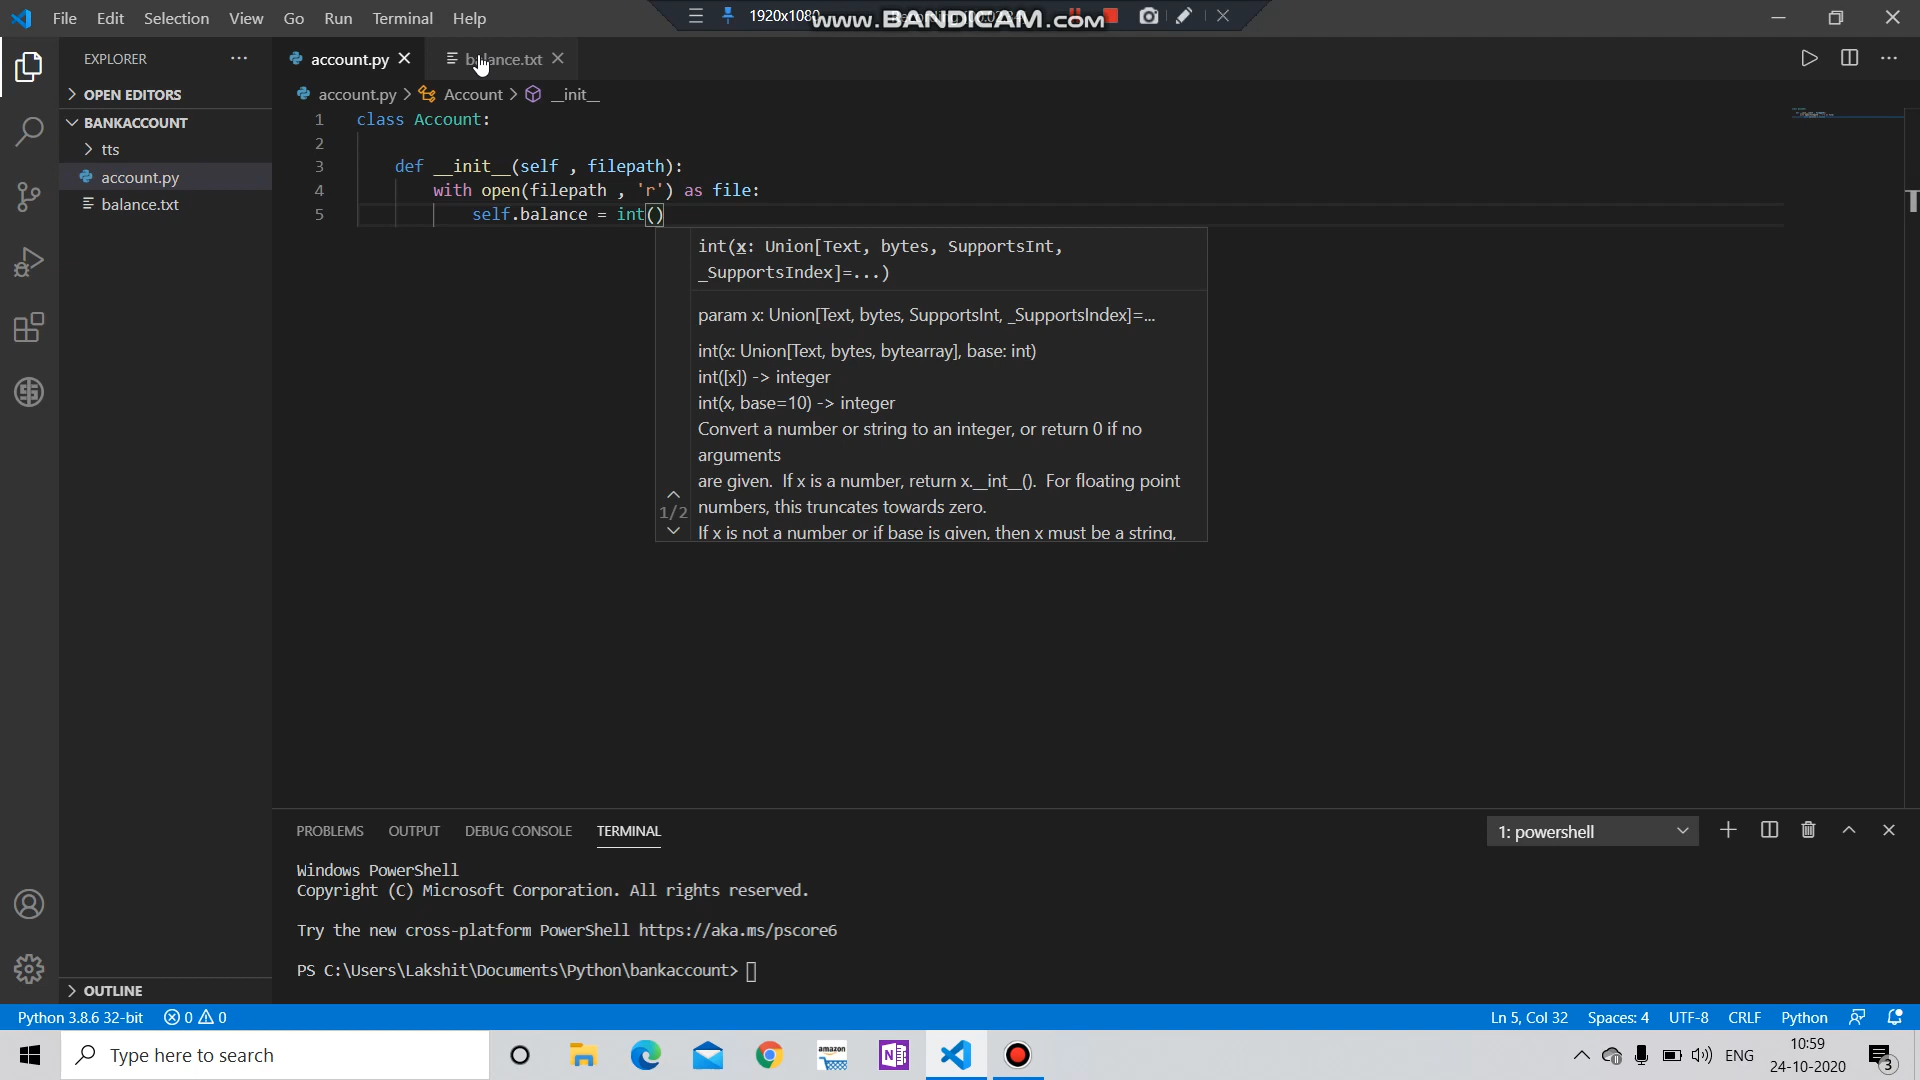 File Edit Selection View Go Run Terminal Help
1920x1080
www.BANDICAM.com
EXPLORER
account.py
balance.txt
OPEN EDITORS
account.py > Account > __init__
BANKACCOUNT
tts
account.py
balance.txt
1 class Account:
2
3 def __init__(self , filepath):
4 with open(filepath , 'r') as file:
5 self.balance = int()
int(x: Union[Text, bytes, SupportsInt,
_SupportsIndex]=...)
param x: Union[Text, bytes, SupportsInt, _SupportsIndex]=...
int(x: Union[Text, bytes, bytearray], base: int)
int([x]) -> integer
int(x, base=10) -> integer
Convert a number or string to an integer, or return 0 if no
arguments
are given. If x is a number, return x.__int__(). For floating point
numbers, this truncates towards zero.
If x is not a number or if base is given, then x must be a string,
1/2
PROBLEMS OUTPUT DEBUG CONSOLE TERMINAL
1: powershell
Windows PowerShell
Copyright (C) Microsoft Corporation. All rights reserved.
Try the new cross-platform PowerShell https://aka.ms/pscore6
PS C:\Users\Lakshit\Documents\Python\bankaccount>
OUTLINE
Python 3.8.6 32-bit 0 0
Ln 5, Col 32 Spaces: 4 UTF-8 CRLF Python
Type here to search
amazon
N
ENG
10:59
24-10-2020
3